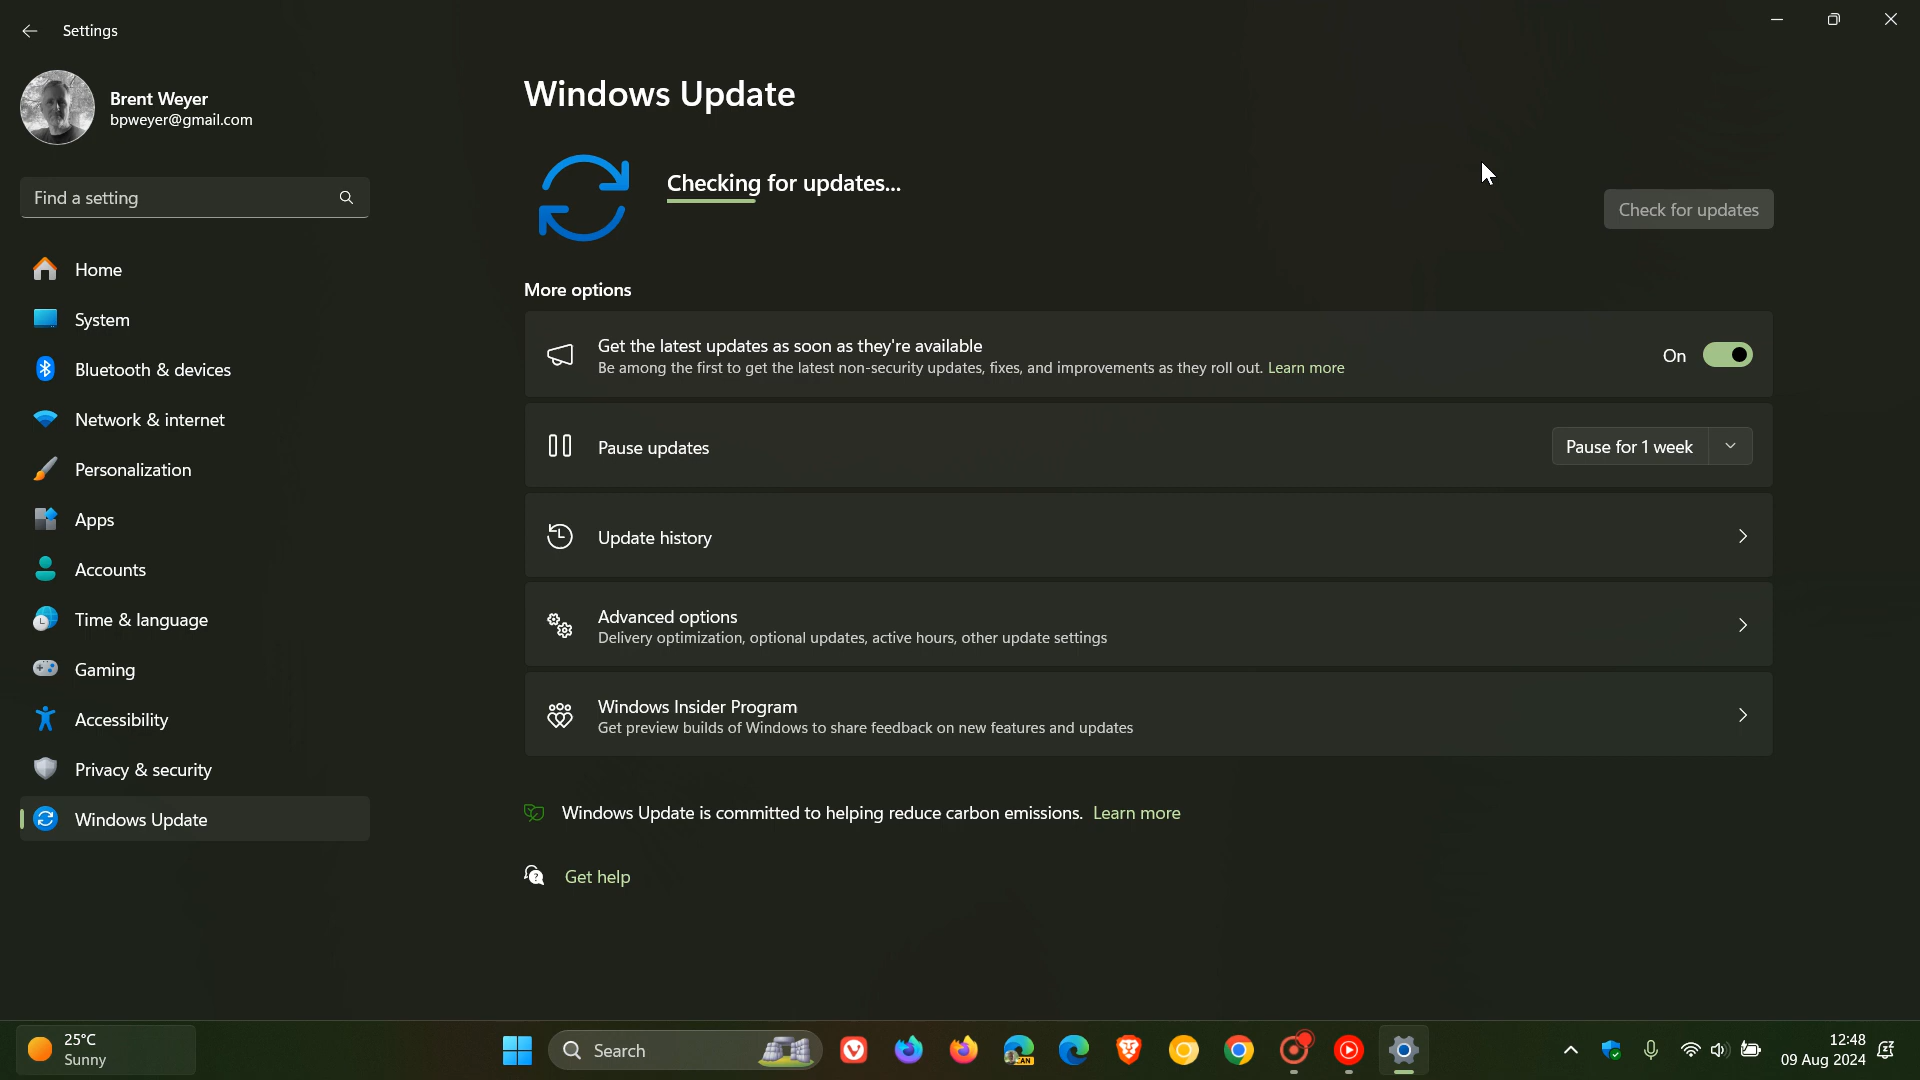 Settings
Brent Weyer
bpweyer@gmail.com
Find a setting
Home
System
Bluetooth & devices
Network & internet
Personalization
Apps
Accounts
Time & language
Gaming
Accessibility
Privacy & security
Windows Update
Windows Update
Checking for updates...
Check for updates
More options
Get the latest updates as soon as they're available
Be among the first to get the latest non-security updates, fixes, and improvements as they roll out. Learn more
On
Pause updates
Pause for 1 week
Update history
Advanced options
Delivery optimization, optional updates, active hours, other update settings
Windows Insider Program
Get preview builds of Windows to share feedback on new features and updates
Windows Update is committed to helping reduce carbon emissions. Learn more
Get help
25°C
Sunny
Search
CAN
12:48
09 Aug 2024